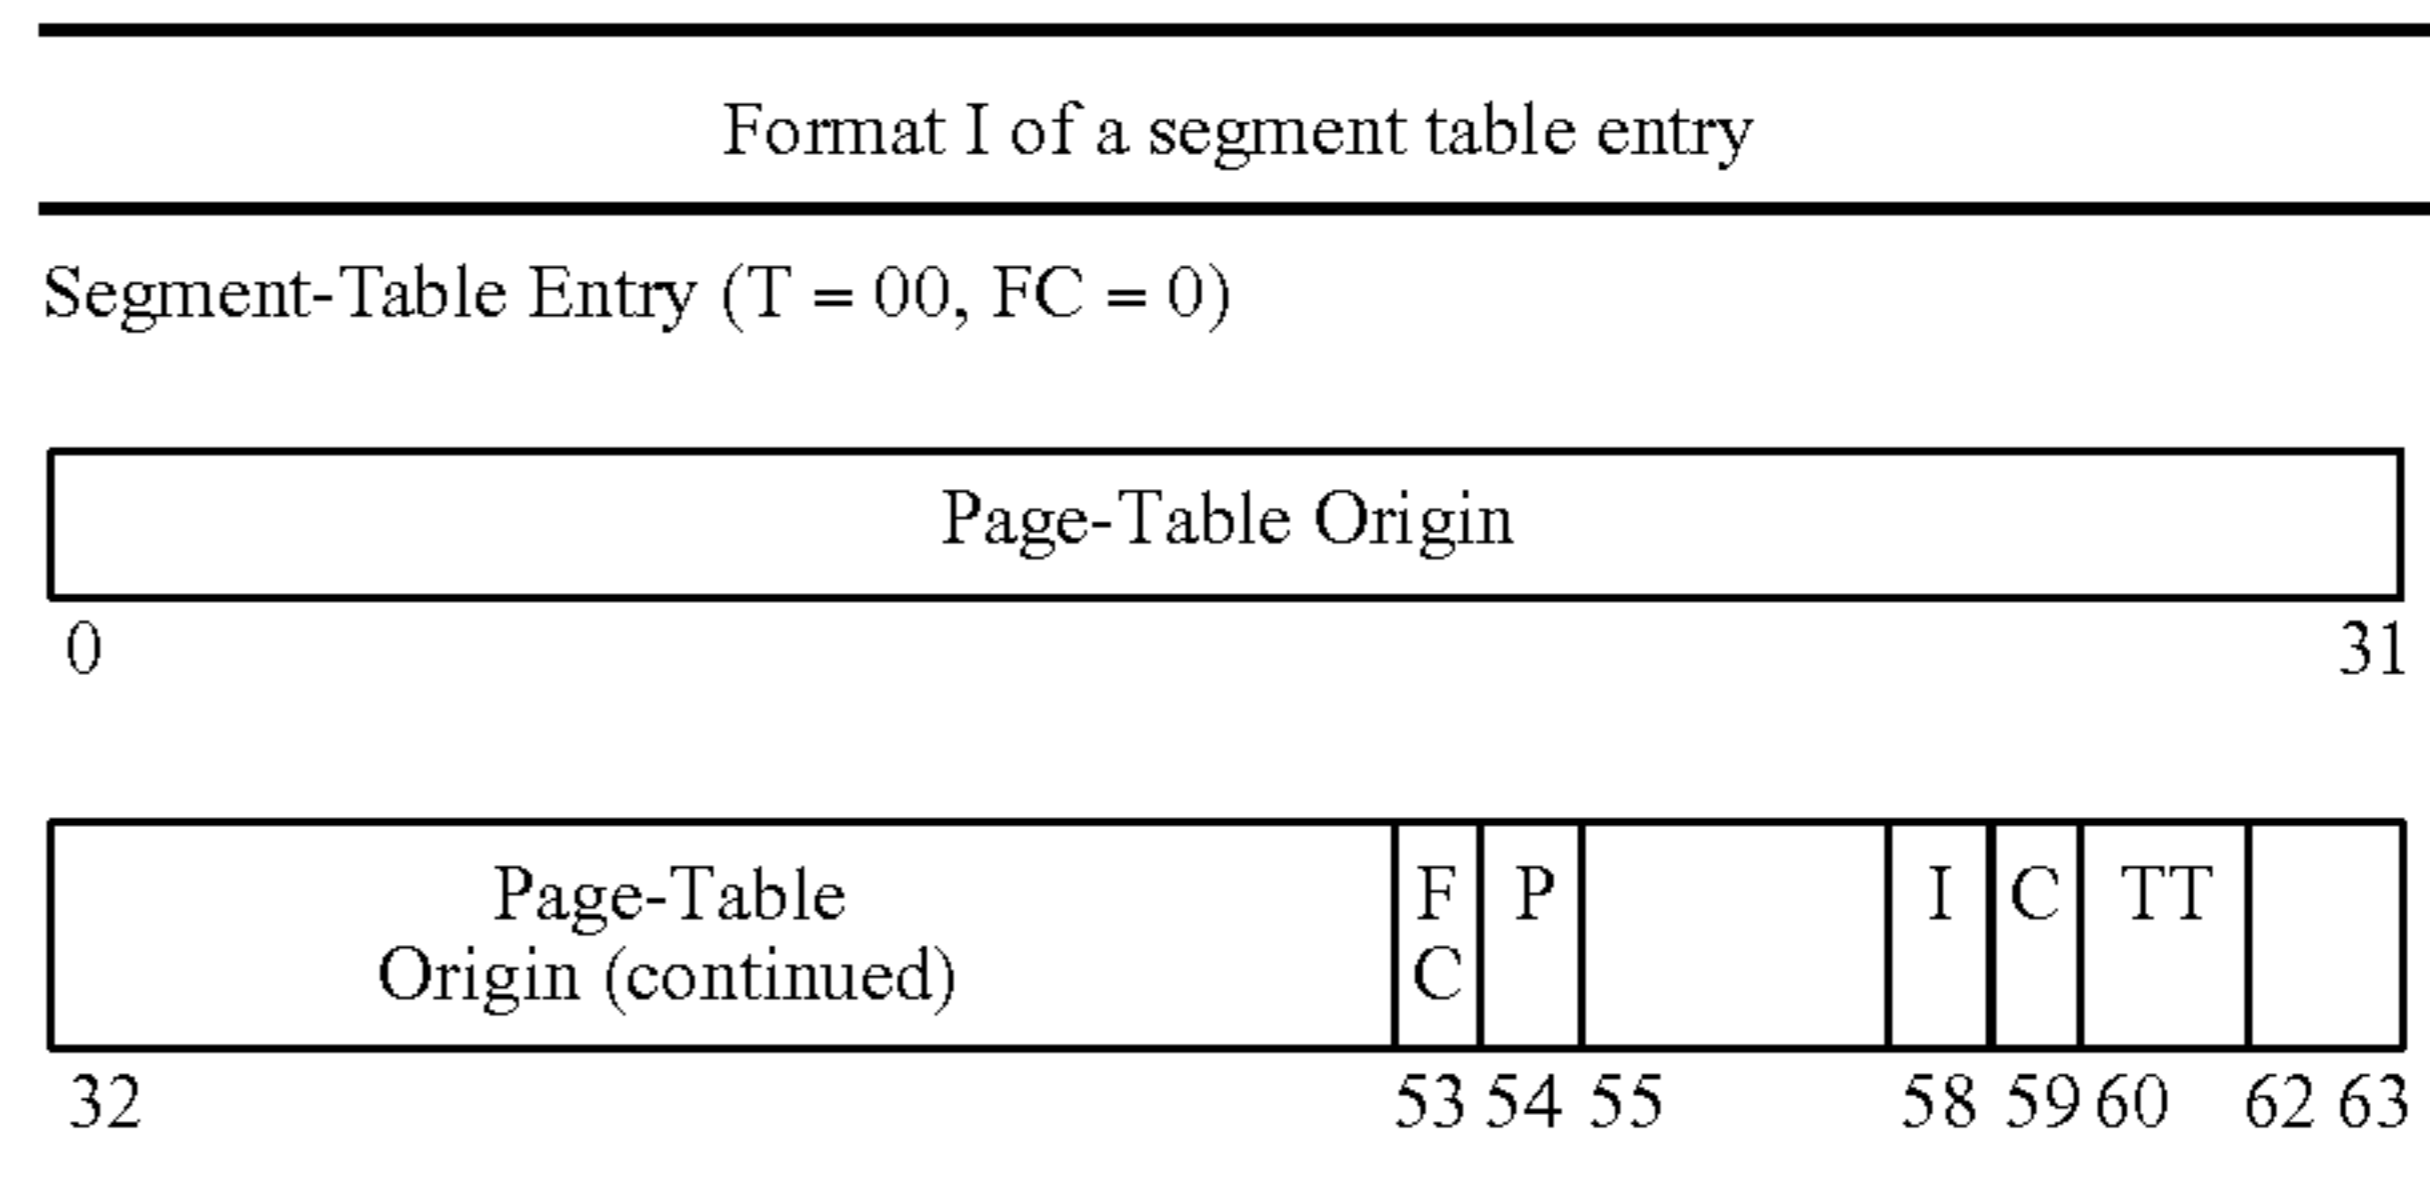 Format I of a segment table entry
Segment-Table Entry (T = 00, FC = 0)
Page-Table Origin
0 31
Page-Table
Origin (continued)
F
C
P
I
C
TT
32 53 54 55 58 59 60 62 63